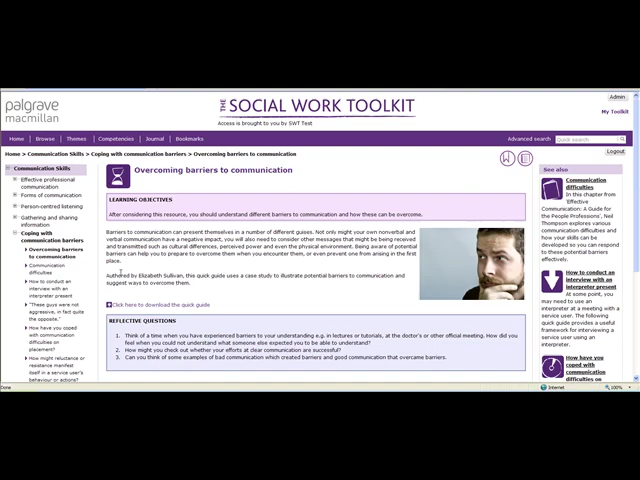 palgrave
macmillan
THE SOCIAL WORK TOOLKIT
Access is brought to you by SWT Test
Admin
My Toolkit
Home Browse Themes Competencies Journal Bookmarks
Advanced search Quick search
Home > Communication Skills > Coping with communication barriers > Overcoming barriers to communication
Logout
Communication Skills
Effective professional
communication
Forms of communication
Person-centred listening
Gathering and sharing
information
Coping with
communication barriers
Overcoming barriers
to communication
Communication
difficulties
How to conduct an
interview with an
interpreter present
"These guys were
not aggressive, in fact
quite the opposite."
How have you coped
with communication
difficulties on
placement?
How might reluctance
or resistance manifest
itself in a service user's
behaviour or actions?
Overcoming barriers to communication
LEARNING OBJECTIVES
After considering this resource, you should understand different barriers to communication and how these can be overcome.
Barriers to communication can present themselves in a number of different guises. Not only might your own nonverbal and
verbal communication have a negative impact, you will also need to consider other messages that might be being received
and transmitted such as cultural differences, perceived power and even the physical environment. Being aware of potential
barriers can help you to prepare to overcome them when you encounter them, or even prevent one from arising in the first
place.
Authored by Elizabeth Sullivan, this quick guide uses a case study to illustrate potential barriers to communication and
suggest ways to overcome them.
Click here to download the quick guide
REFLECTIVE QUESTIONS
1. Think of a time when you have experienced barriers to your understanding e.g. in lectures or tutorials, at the doctor's or other official meeting. How did you
feel when you could not understand what someone else expected you to be able to understand?
2. How might you check out whether your efforts at clear communication are successful?
3. Can you think of some examples of bad communication which created barriers and good communication that overcame barriers.
See also
Communication
difficulties
In this chapter from
'Effective
Communication: A Guide
for the People
Professions', Neil
Thompson explores various
communication difficulties
and how your skills can be
developed so you can
respond to these potential
barriers effectively.
How to conduct an
interview with an
interpreter present
At some point, you
may need to use an
interpreter at a meeting
with a service user. The
following quick guide
provides a useful
framework for interviewing
a service user using an
interpreter.
How have you
coped with
communication
difficulties on
Done
Internet
100%